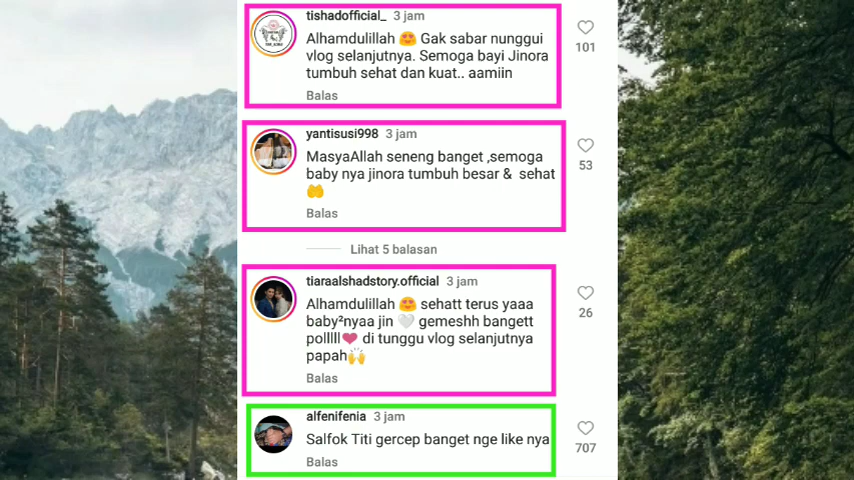 tishadofficial_ 3 jam
Alhamdulillah 😍 Gak sabar nunggui
vlog selanjutnya. Semoga bayi Jinora
tumbuh sehat dan kuat.. aamiin
101
Balas
yantisusi998 3 jam
MasyaAllah seneng banget ,semoga
baby nya jinora tumbuh besar & sehat
🤲
53
Balas
Lihat 5 balasan
tiaraalshadstory.official 3 jam
Alhamdulillah 😍 sehatt terus yaaa
baby²nyaa jin 🤍 gemeshh bangett
polllll❤️ di tunggu vlog selanjutnya
papah🙌
26
Balas
alfenifenia 3 jam
Salfok Titi gercep banget nge like nya
707
Balas